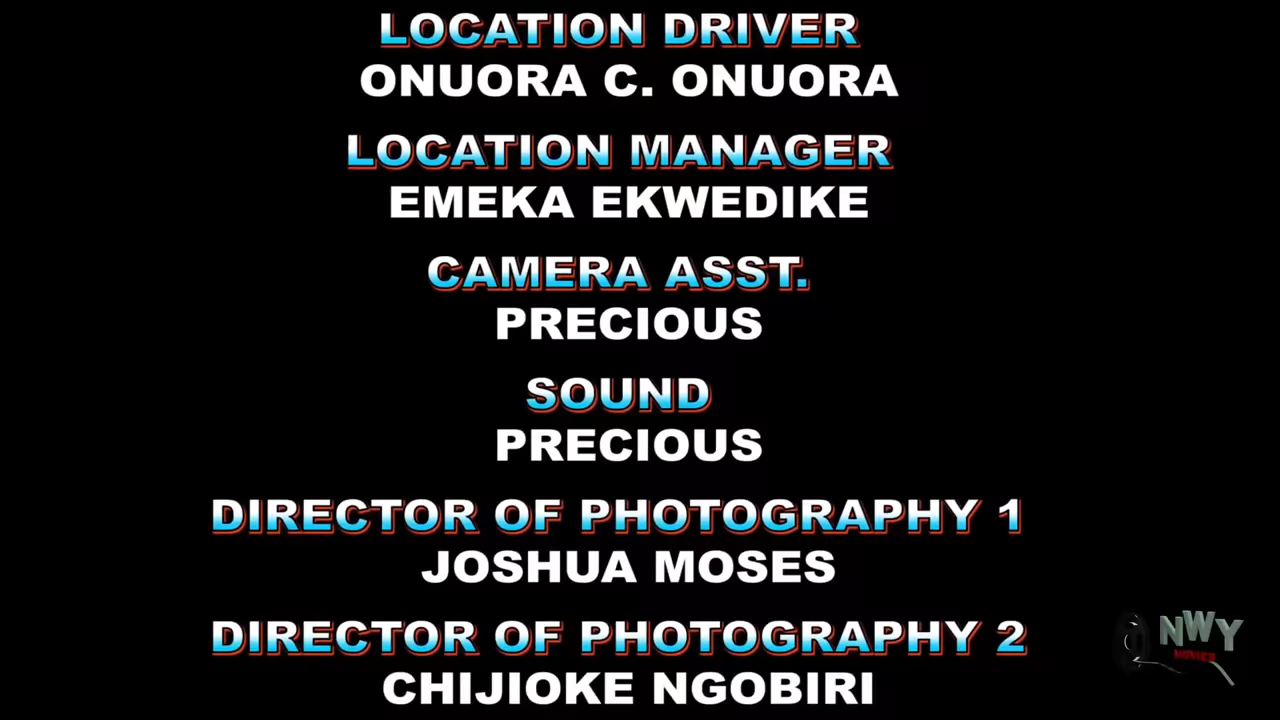 LOCATION DRIVER
ONUORA C. ONUORA
LOCATION MANAGER
EMEKA EKWEDIKE
CAMERA ASST.
PRECIOUS
SOUND
PRECIOUS
DIRECTOR OF PHOTOGRAPHY 1
JOSHUA MOSES
DIRECTOR OF PHOTOGRAPHY 2
CHIJIOKE NGOBIRI
NWY
MOVIES